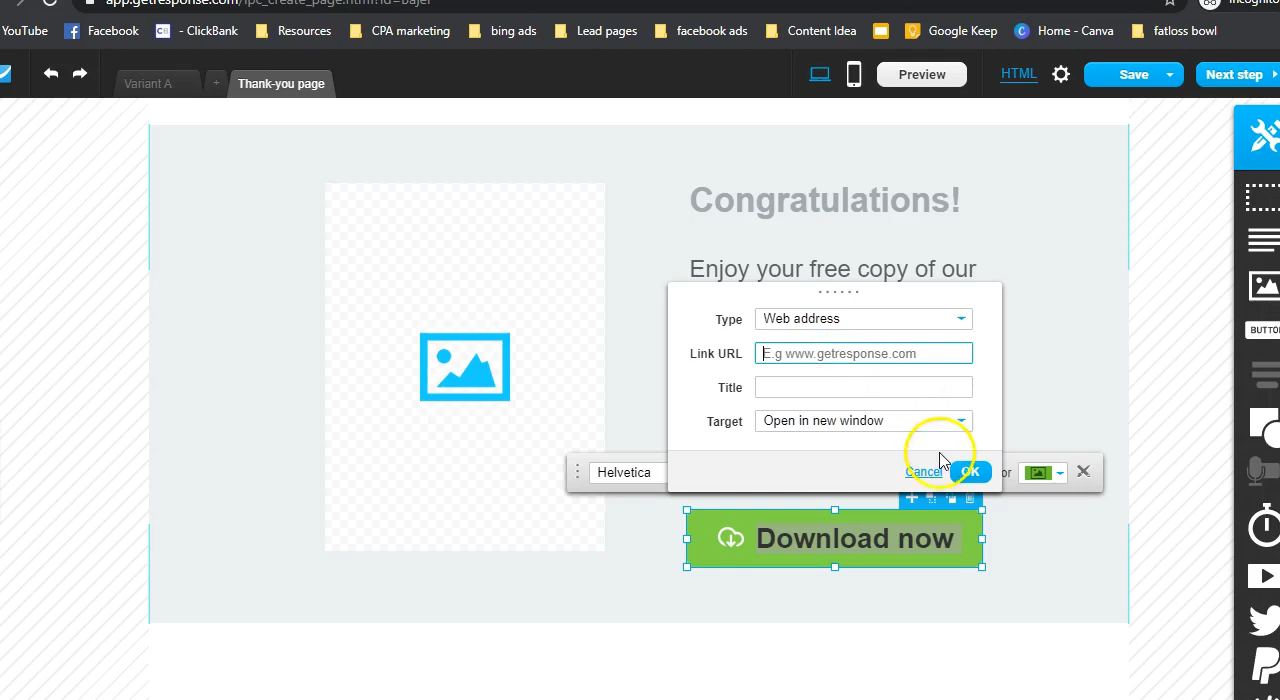 app.getresponse.com/lpc_create_page.html?id=bajer
YouTube Facebook - ClickBank Resources CPA marketing bing ads Lead pages facebook ads Content Idea Google Keep Home - Canva fatloss bowl
Variant A + Thank-you page Preview HTML Save Next step
Congratulations!
Enjoy your free copy of our
Type Web address
Link URL E.g www.getresponse.com
Title
Target Open in new window
Helvetica Cancel OK or
Download now
BUTTO